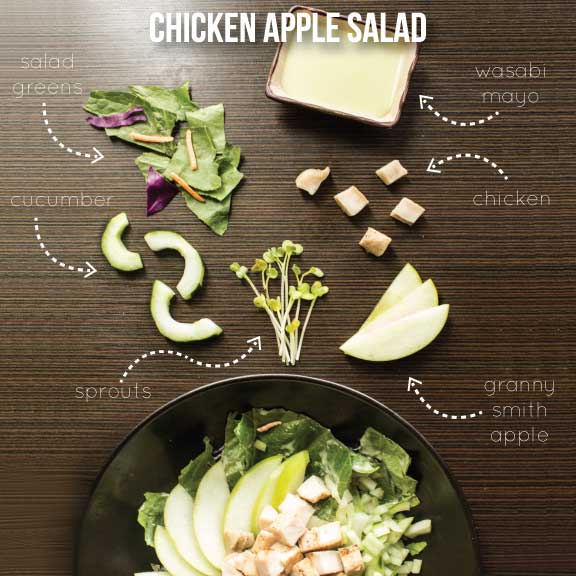 CHICKEN APPLE SALAD
salad
greens
wasabi
mayo
cucumber
chicken
sprouts
granny
smith
apple